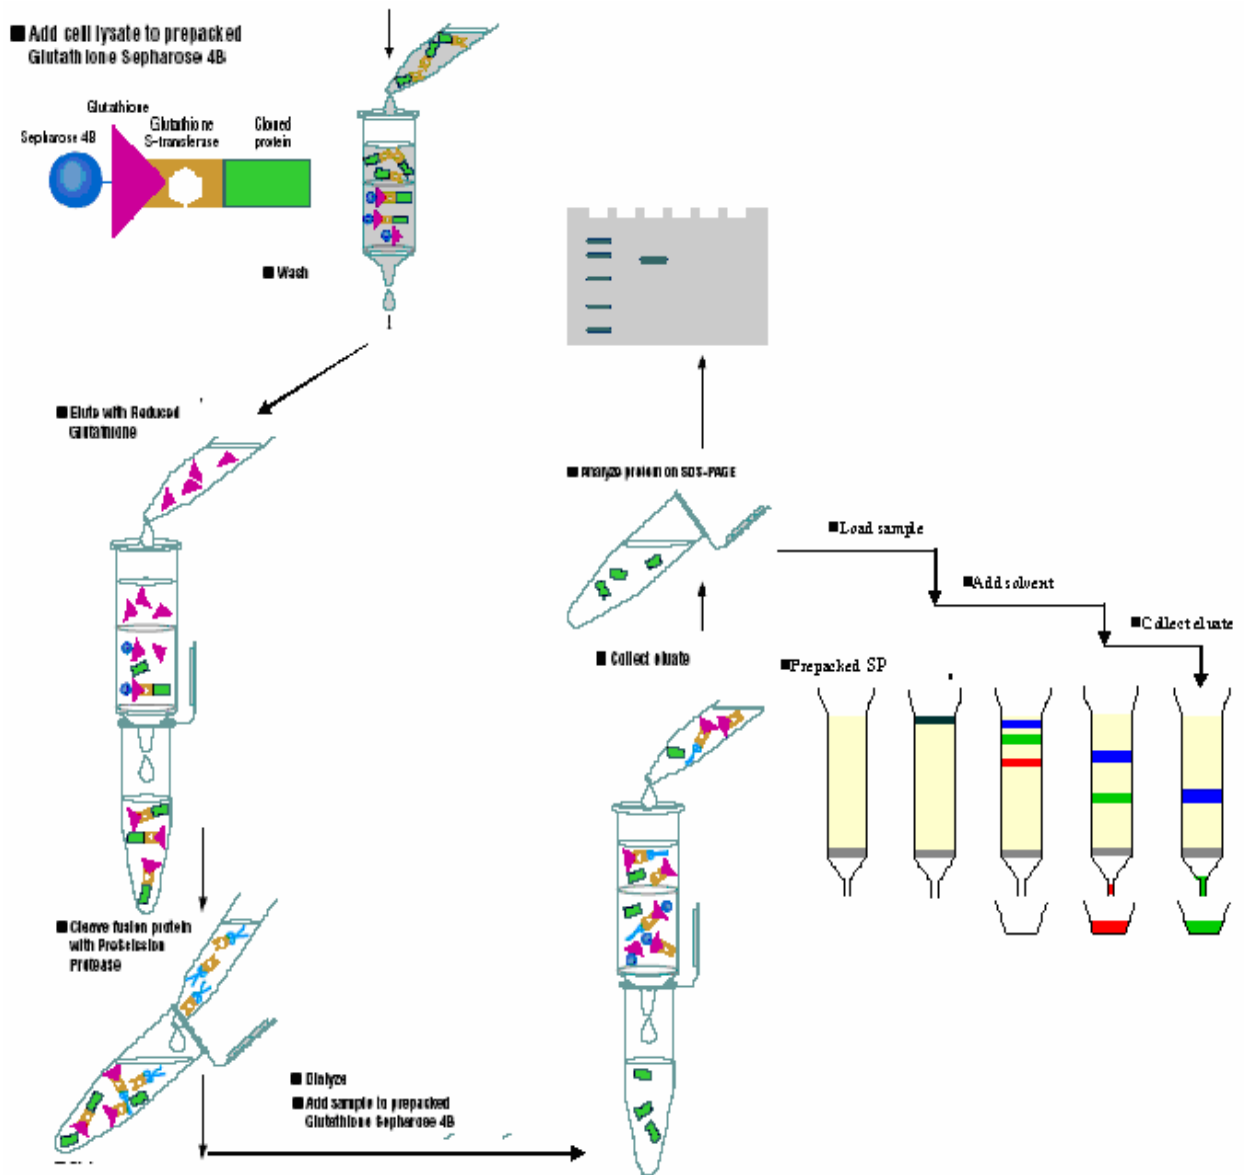 ■ Add cell lysate to prepacked
Glutathione Sepharose 4B
Glutathione
Sepharose 4B
Glutathione
S-transferase
Cloned
protein
■ Wash
■ Elute with Reduced
Glutathione
■ Cleave fusion protein
with PreScission
Protease
■ Dialyze
■ Add sample to prepacked
Glutathione Sepharose 4B
■ Collect eluate
■ Analyze protein on SDS-PAGE
■Load sample
■Add solvent
■Collect eluate
■Prepacked SP